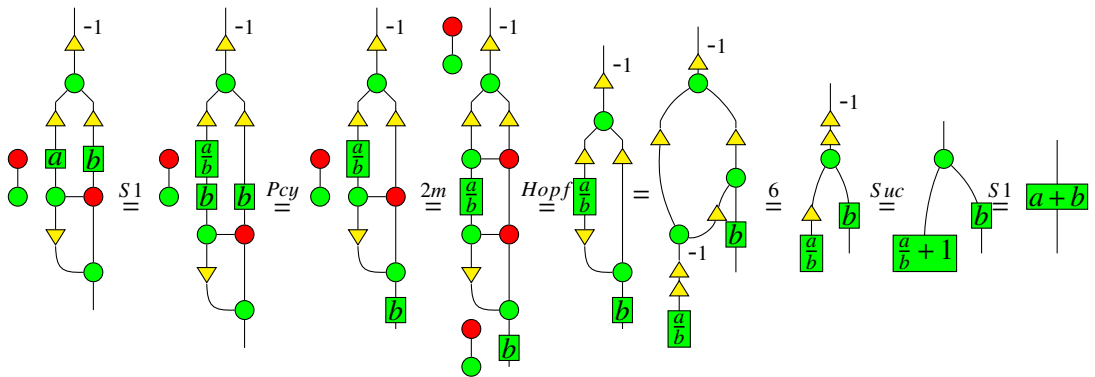 -1 -1 -1 -1 -1 -1 -1
a b = S1 a/b b b = Pcy a/b b = 2m a/b b = Hopf a/b b = -1 a/b b = 6 a/b b = Suc a/b + 1 b = S1 a + b